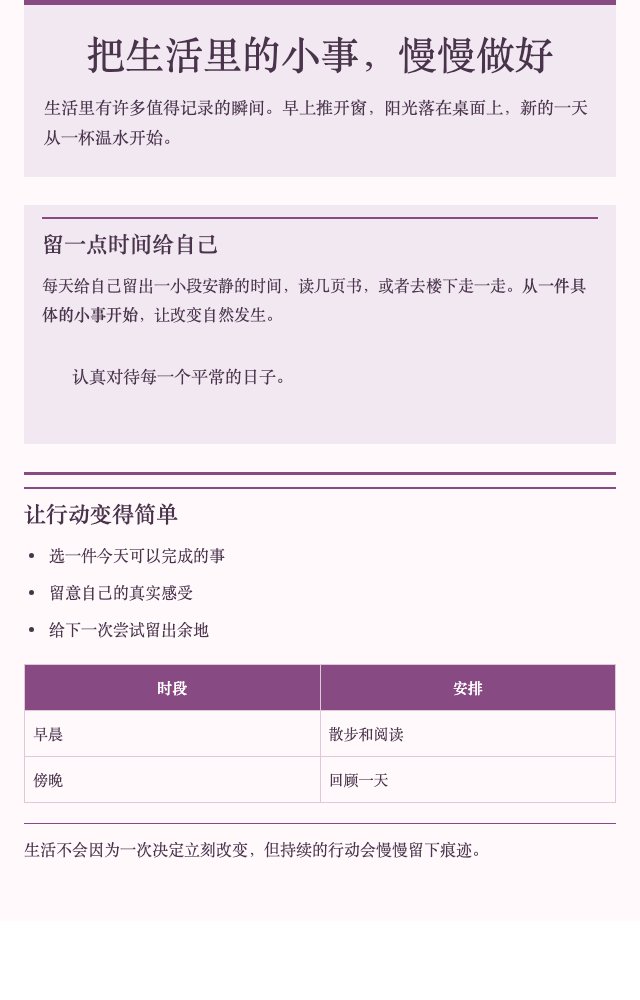 把生活里的小事，慢慢做好
生活里有许多值得记录的瞬间。早上推开窗，阳光落在桌面上，新的一天
从一杯温水开始。
留一点时间给自己
每天给自己留出一小段安静的时间，读几页书，或者去楼下走一走。从一件具
体的小事开始，让改变自然发生。
认真对待每一个平常的日子。
让行动变得简单
• 选一件今天可以完成的事
• 留意自己的真实感受
• 给下一次尝试留出余地
时段 安排
早晨 散步和阅读
傍晚 回顾一天
生活不会因为一次决定立刻改变，但持续的行动会慢慢留下痕迹。